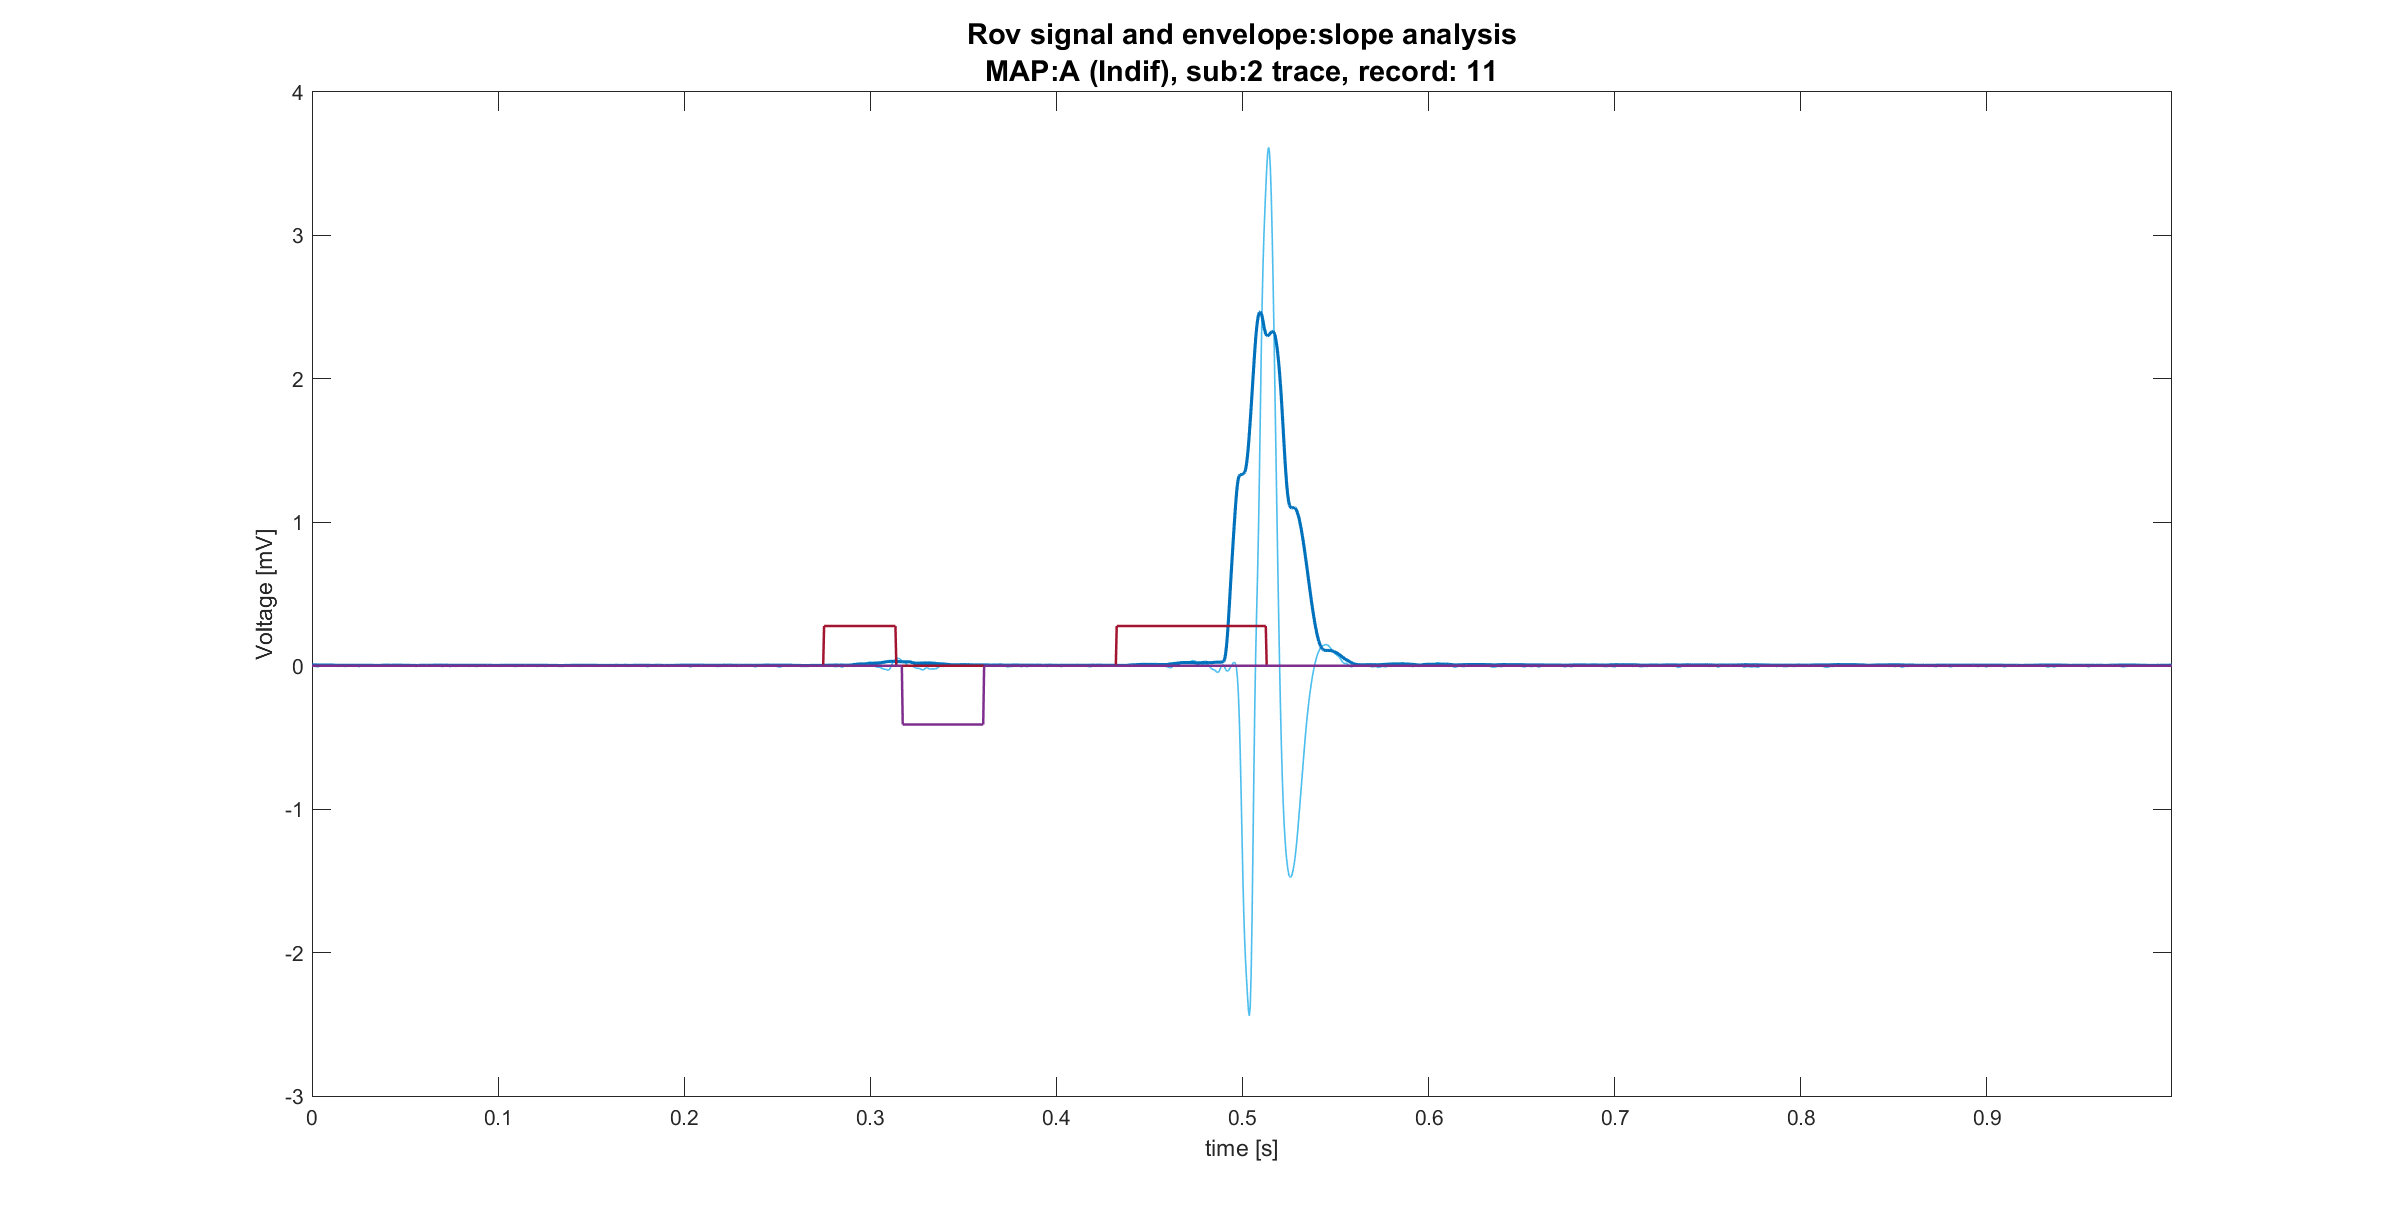 Rov signal and envelope:slope analysis
MAP:A (Indif), sub:2 trace, record: 11
4
3
2
1
0
-1
-2
-3
Voltage [mV]
0 0.1 0.2 0.3 0.4 0.5 0.6 0.7 0.8 0.9
time [s]